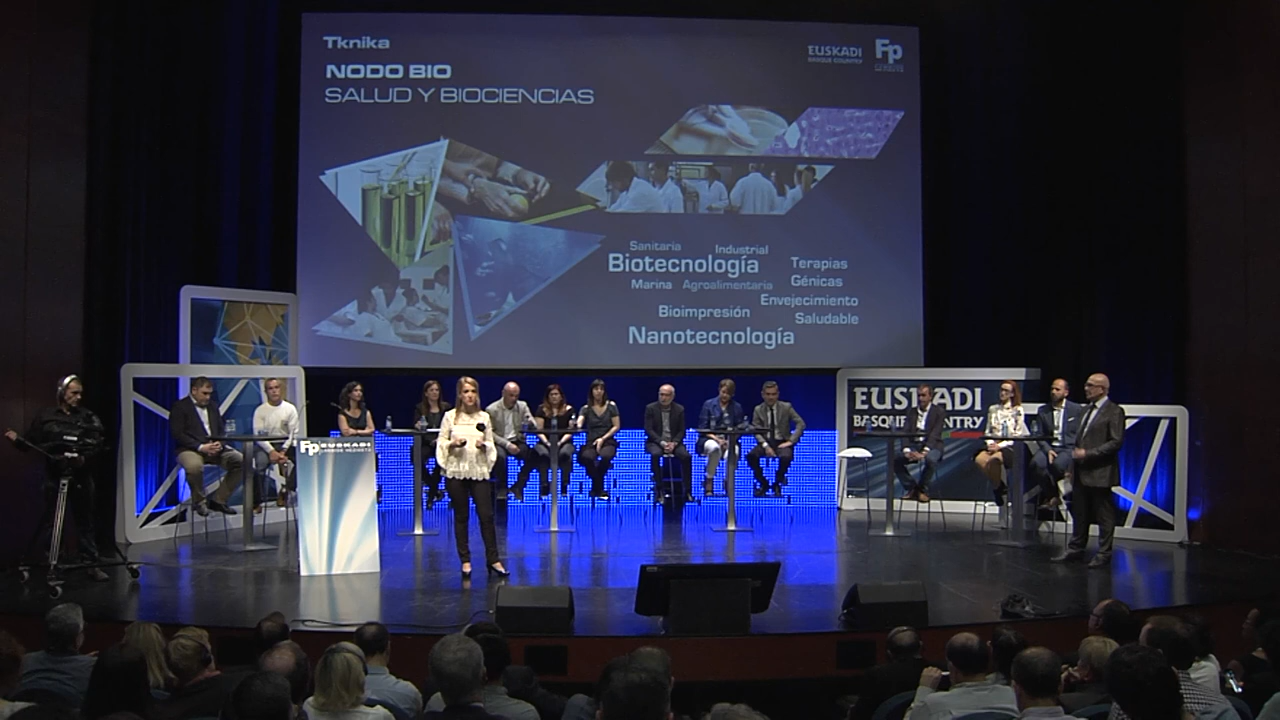 Tknika
NODO BIO
SALUD Y BIOCIENCIAS
EUSKADI
BASQUE COUNTRY
Fp
Sanitaria
Industrial
Biotecnología
Terapias
Génicas
Marina
Agroalimentaria
Envejecimiento
Saludable
Bioimpresión
Nanotecnología
EUSKADI
BASQUE COUNTRY
Fp EUSKADI